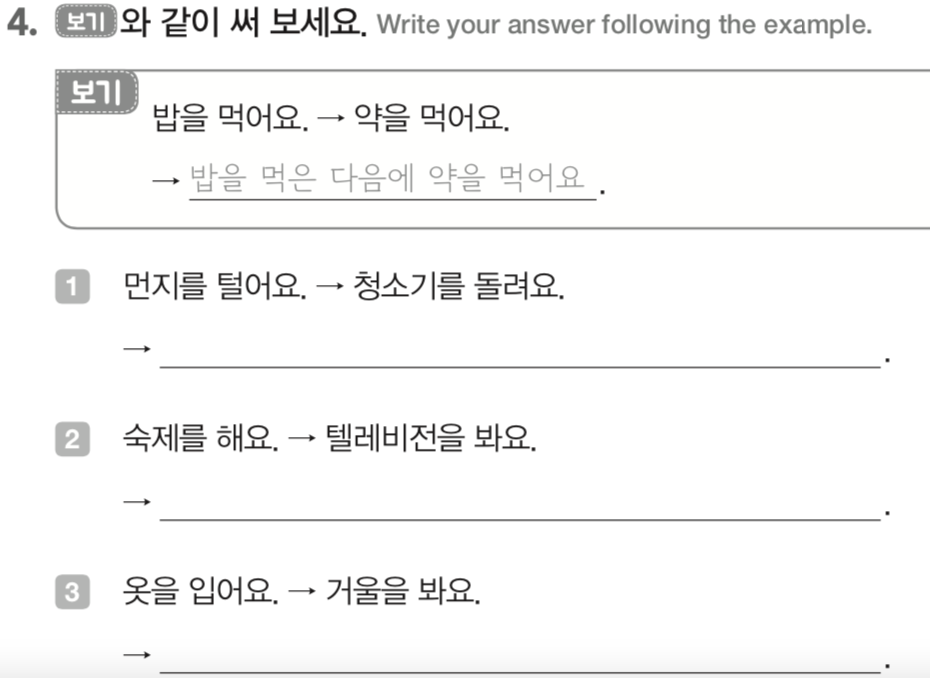 4. 보기 와 같이 써 보세요. Write your answer following the example.
보기
밥을 먹어요. → 약을 먹어요.
→ 밥을 먹은 다음에 약을 먹어요 .
1 먼지를 털어요. → 청소기를 돌려요.
→ .
2 숙제를 해요. → 텔레비전을 봐요.
→ .
3 옷을 입어요. → 거울을 봐요.
→ .